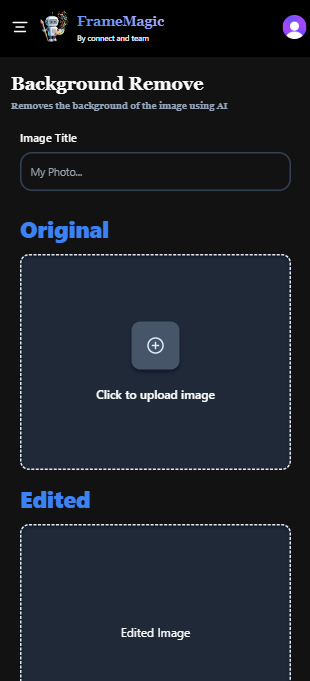 FrameMagic
By connect and team
Background Remove
Removes the background of the image using AI
Image Title
My Photo...
Original
Click to upload image
Edited
Edited Image